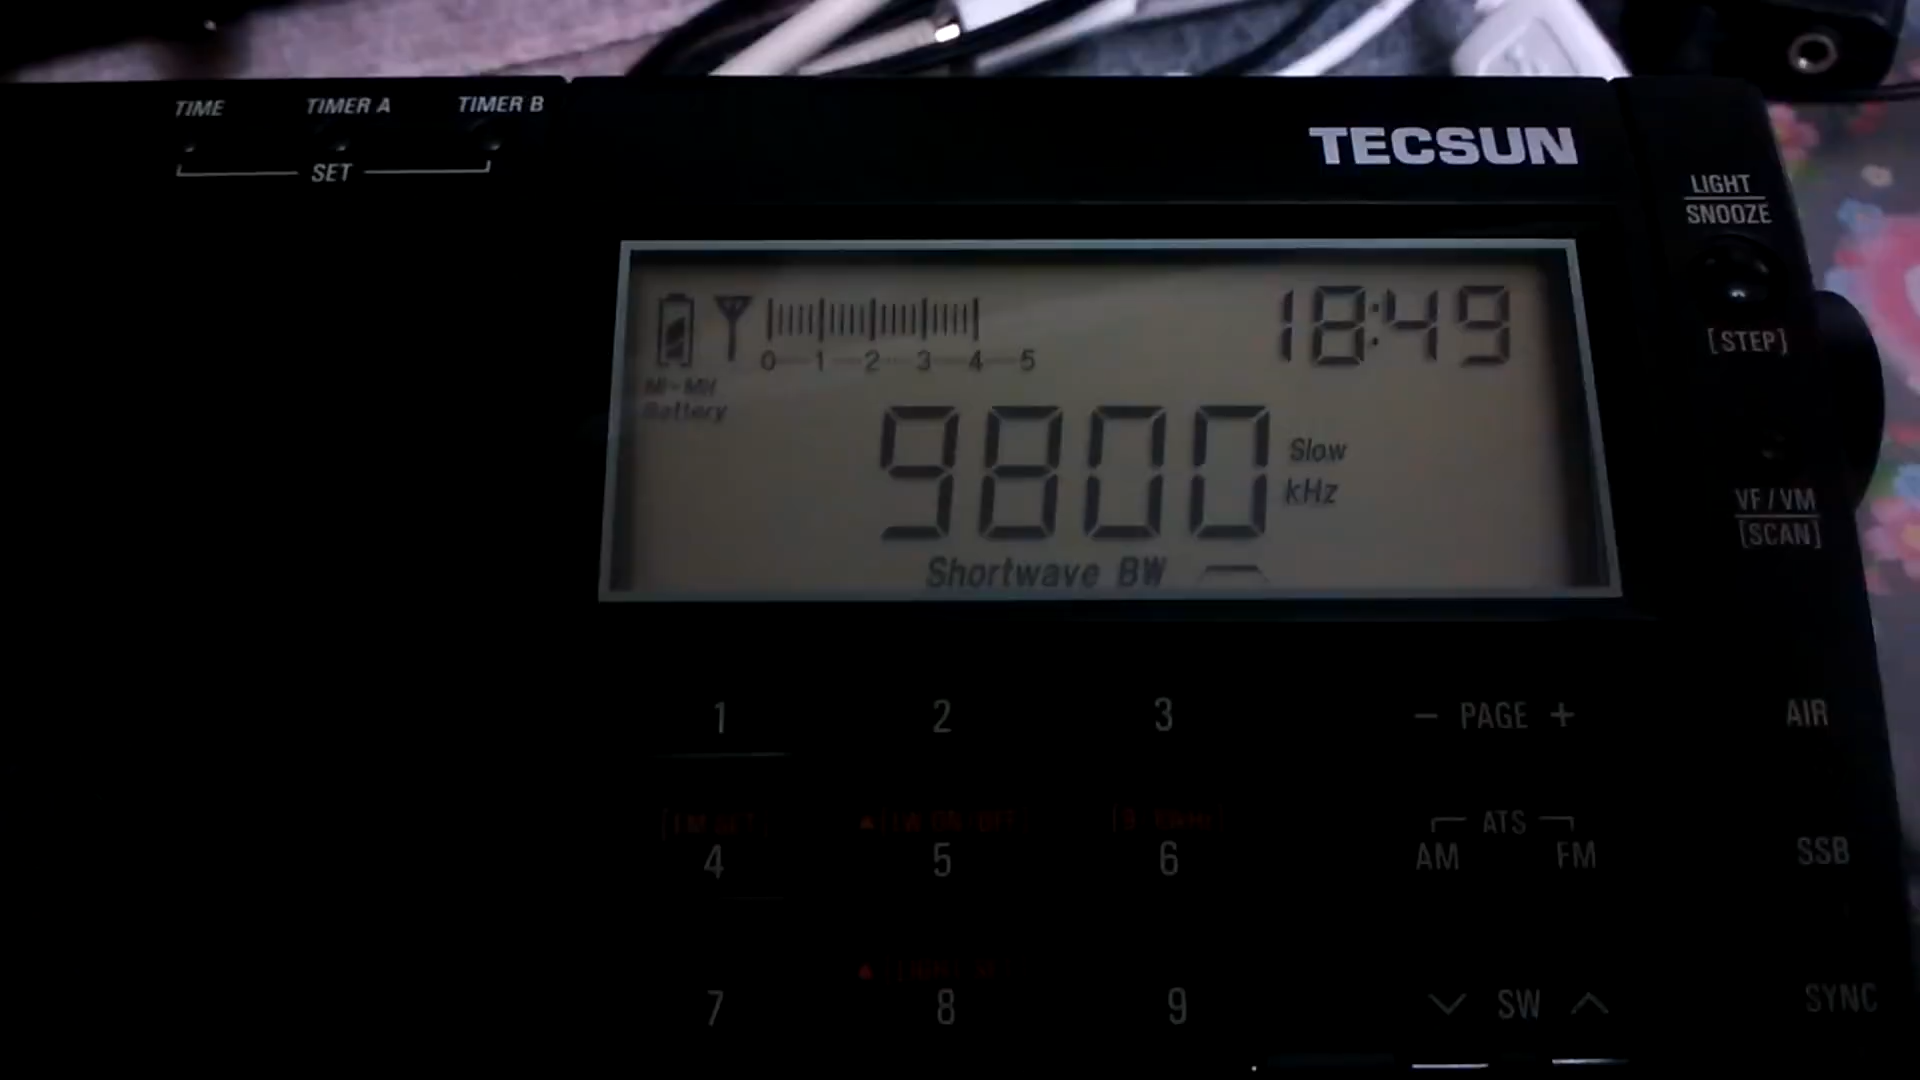 TIME TIMER A TIMER B
SET
TECSUN
LIGHT
SNOOZE
[STEP]
18:49
0 1 2 3 4 5
Ni-MH
Battery
9800
Slow
kHz
Shortwave BW
VF/VM
[SCAN]
1 2 3 - PAGE + AIR
ATS
4 5 6 AM FM SSB
7 8 9 SW SYNC